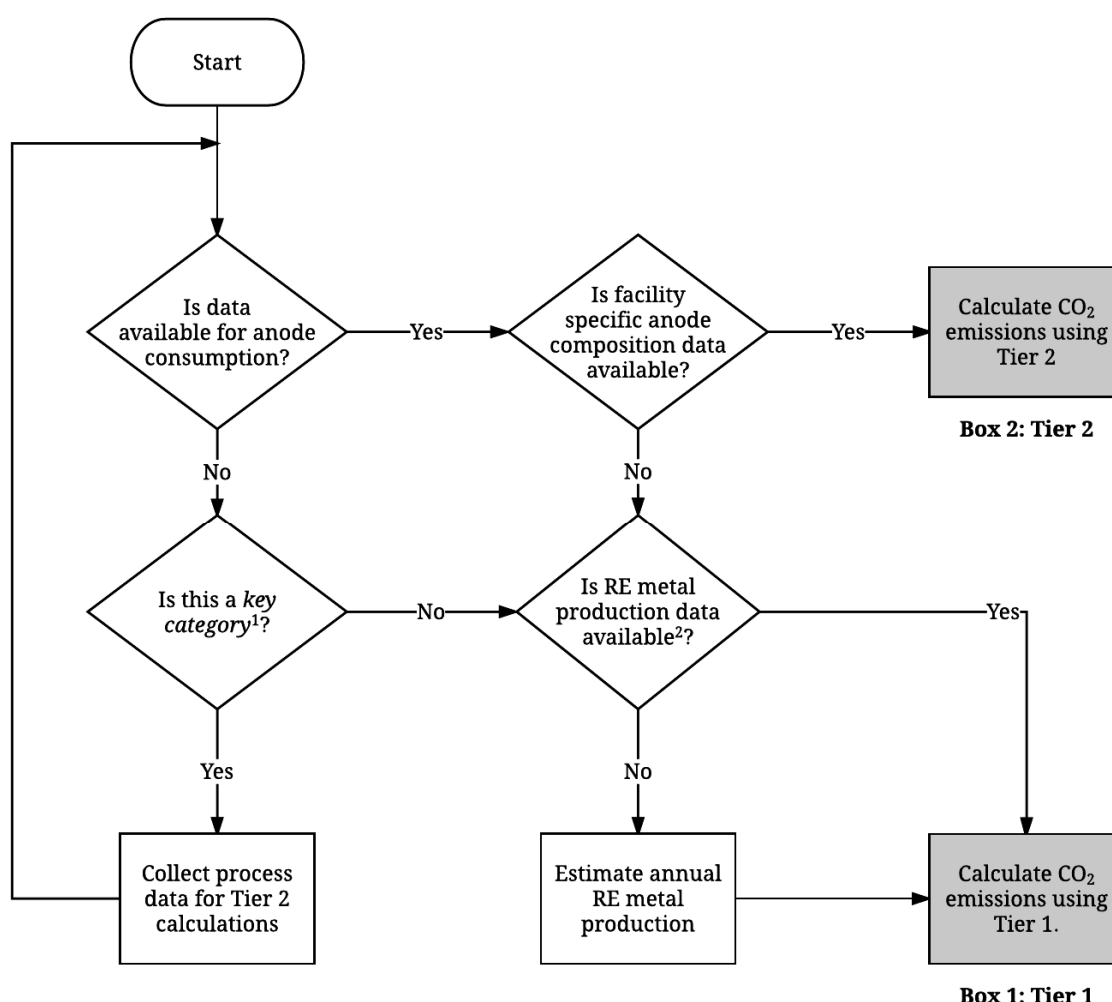 Start
Is data
available for anode
consumption?
Yes
Is facility
specific anode
composition data
available?
Yes
Calculate CO₂
emissions using
Tier 2
Box 2: Tier 2
No
No
Is this a key
category¹?
No
Is RE metal
production data
available²?
Yes
Yes
No
Collect process
data for Tier 2
calculations
Estimate annual
RE metal
production
Calculate CO₂
emissions using
Tier 1.
Box 1: Tier 1